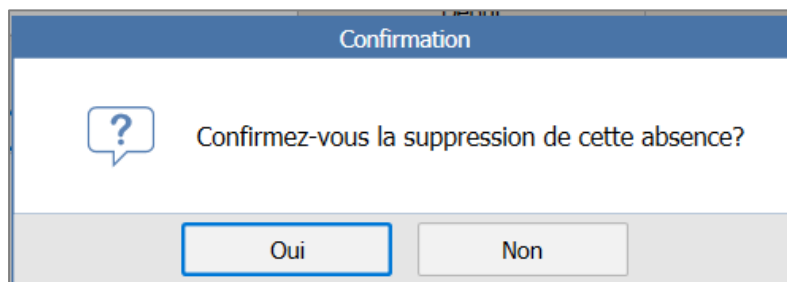 Confirmation
?
Confirmez-vous la suppression de cette absence?
Oui
Non